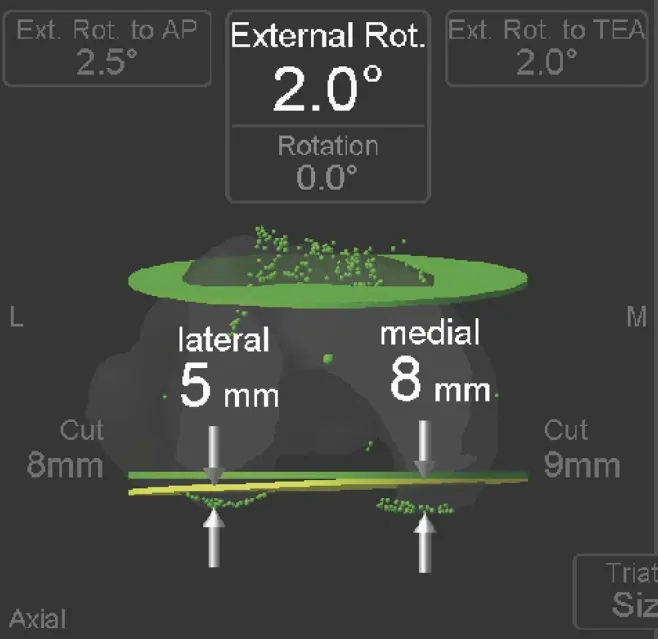 Ext. Rot. to AP
2.5°
External Rot.
2.0°
Ext. Rot. to TEA
2.0°
Rotation
0.0°
L
M
lateral
5 mm
medial
8 mm
Cut
8mm
Cut
9mm
Axial